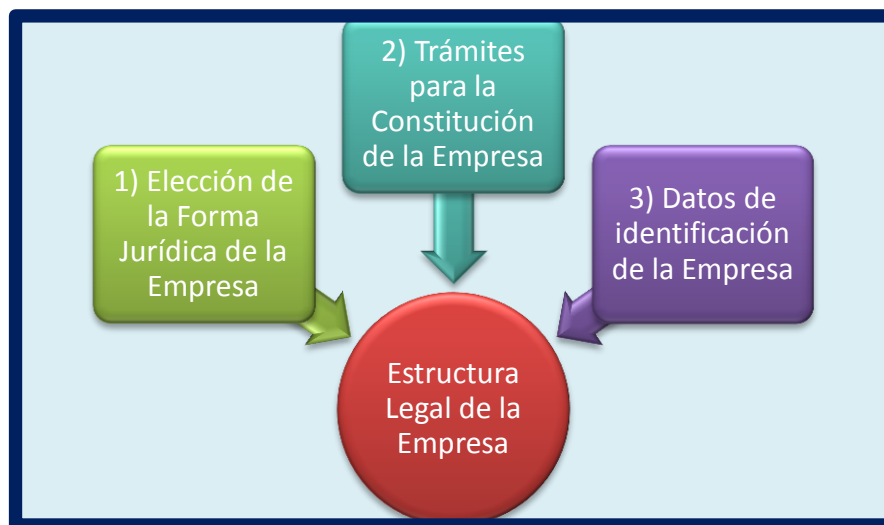 1) Elección de
la Forma
Jurídica de la
Empresa
2) Trámites
para la
Constitución
de la Empresa
3) Datos de
identificación
de la Empresa
Estructura
Legal de la
Empresa